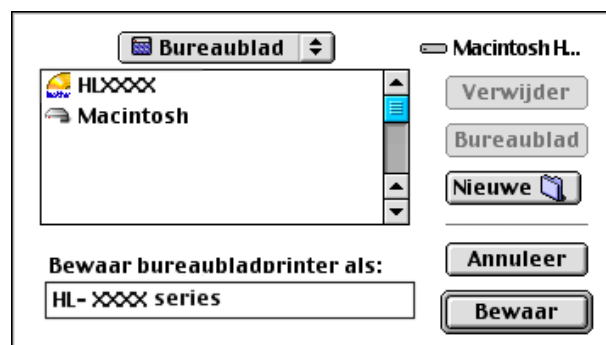 Bureaublad
Macintosh H...
HLXXXX
Macintosh
Verwijder
Bureaublad
Nieuwe
Bewaar bureaubladprinter als:
HL- XXXX series
Annuleer
Bewaar